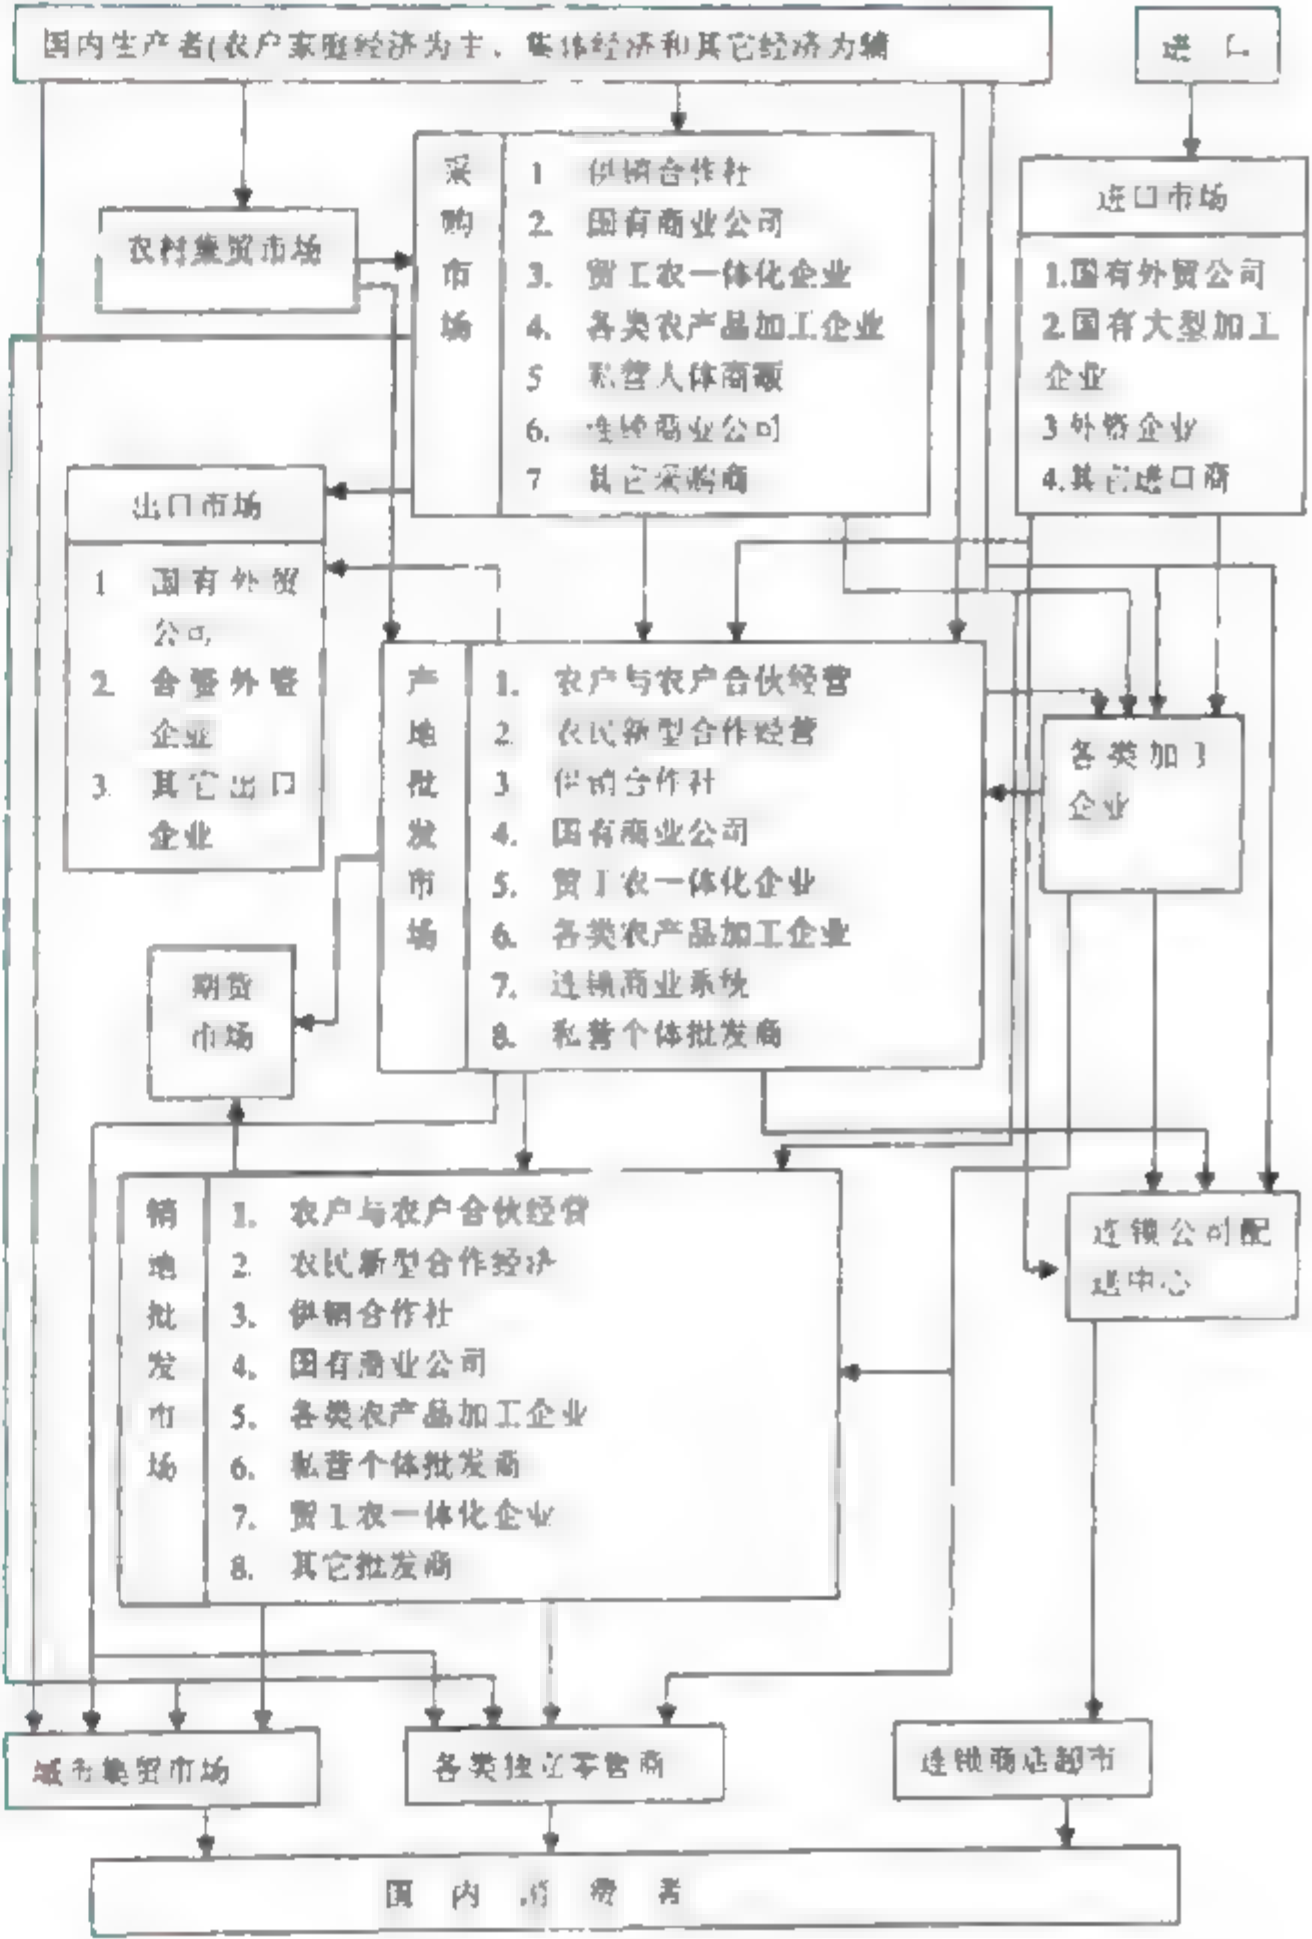 国内生产者(农户家庭经济为主、集体经济和其它经济为辅
进 口
采购市场
1 供销合作社
2. 国有商业公司
3. 贸工农一体化企业
4. 各类农产品加工企业
5 私营人体商贩
6. 连锁商业公司
7 其它采购商
进口市场
1.国有外贸公司
2.国有大型加工
企业
3 外资企业
4.其它进口商
农村集贸市场
出口市场
1 国有外贸
公司
2. 合资外资
企业
3. 其它出口
企业
产地批发市场
1. 农户与农户合伙经营
2 农民新型合作经营
3 供销合作社
4. 国有商业公司
5. 贸工农一体化企业
6. 各类农产品加工企业
7. 连锁商业系统
8. 私营个体批发商
各类加工
企业
期货
市场
销地批发市场
1. 农户与农户合伙经营
2 农民新型合作经济
3. 供销合作社
4. 国有商业公司
5. 各类农产品加工企业
6. 私营个体批发商
7. 贸工农一体化企业
8. 其它批发商
连锁公司配
送中心
城市集贸市场
各类独立零售商
连锁商店超市
国内消费者